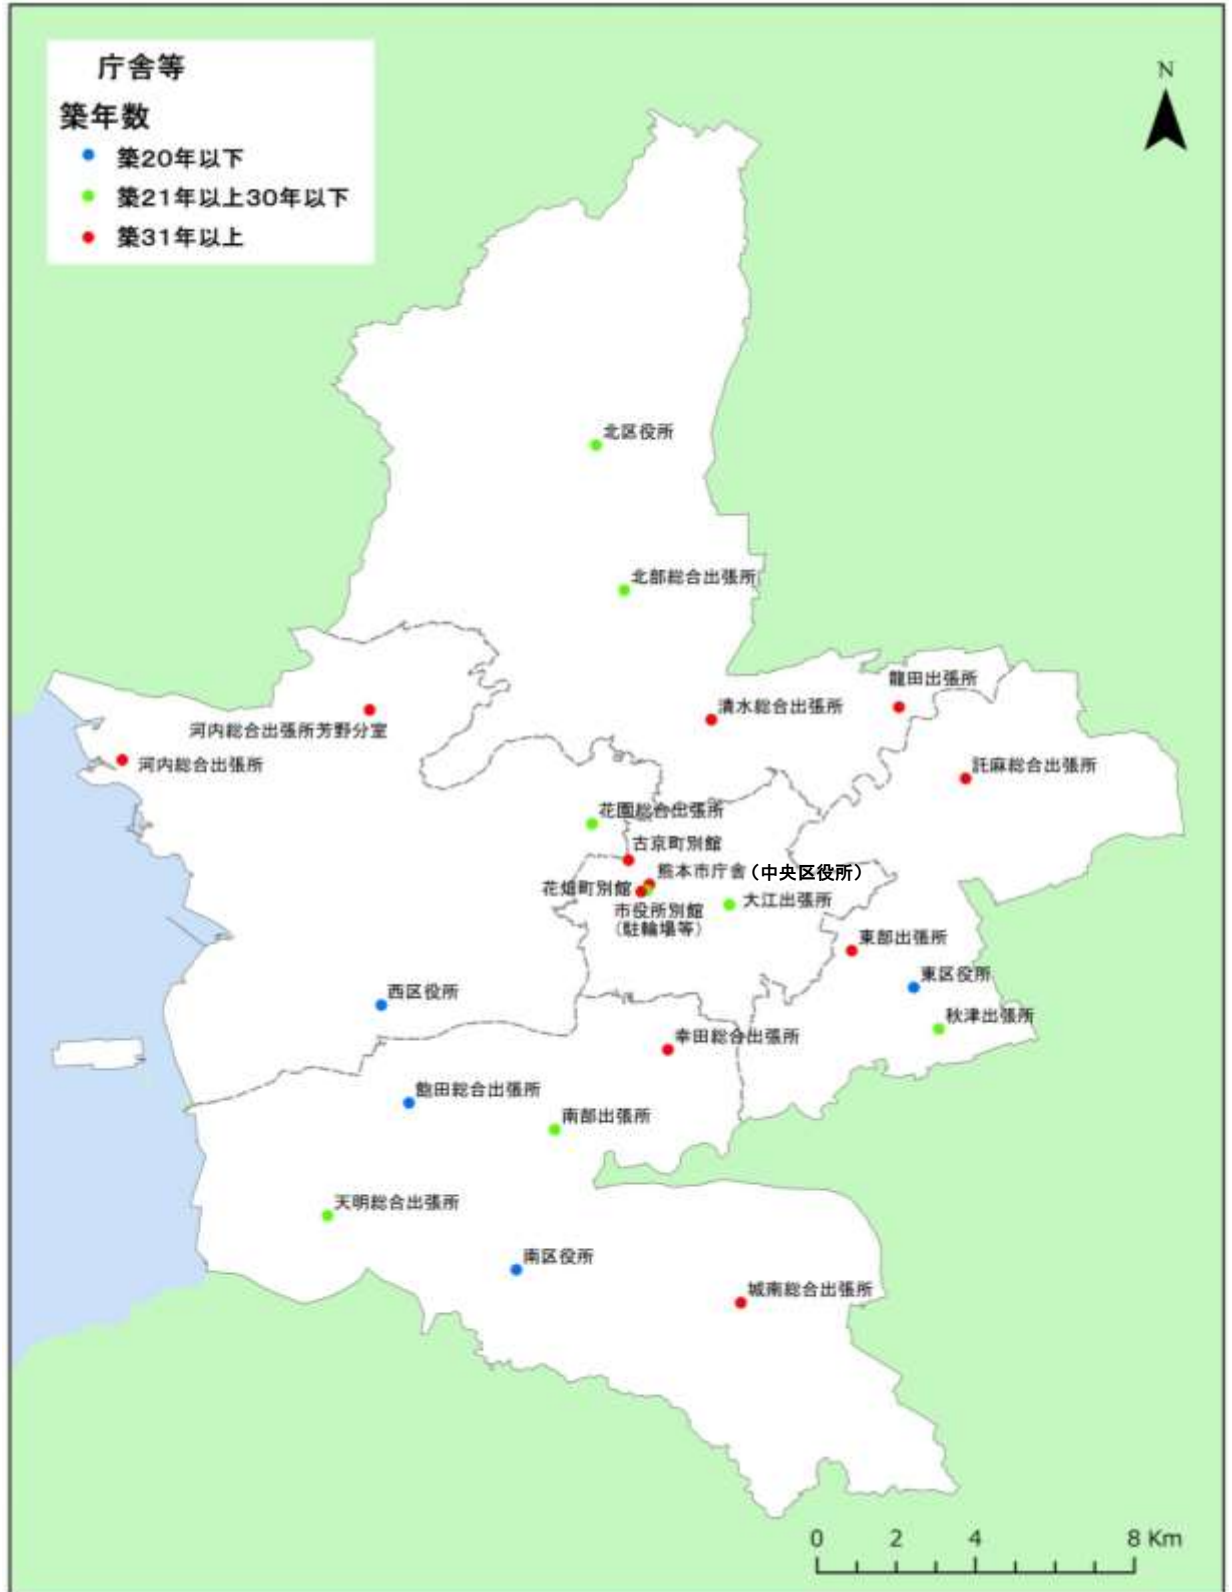 庁舎等
築年数
築20年以下
築21年以上30年以下
築31年以上
N
北区役所
北部総合出張所
龍田出張所
清水総合出張所
河内総合出張所芳野分室
河内総合出張所
託麻総合出張所
花園総合出張所
古京町別館
熊本市庁舎（中央区役所）
花畑町別館
大江出張所
市役所別館
（駐輪場等）
東部出張所
東区役所
西区役所
秋津出張所
幸田総合出張所
飽田総合出張所
南部出張所
天明総合出張所
南区役所
城南総合出張所
0 2 4 8 Km